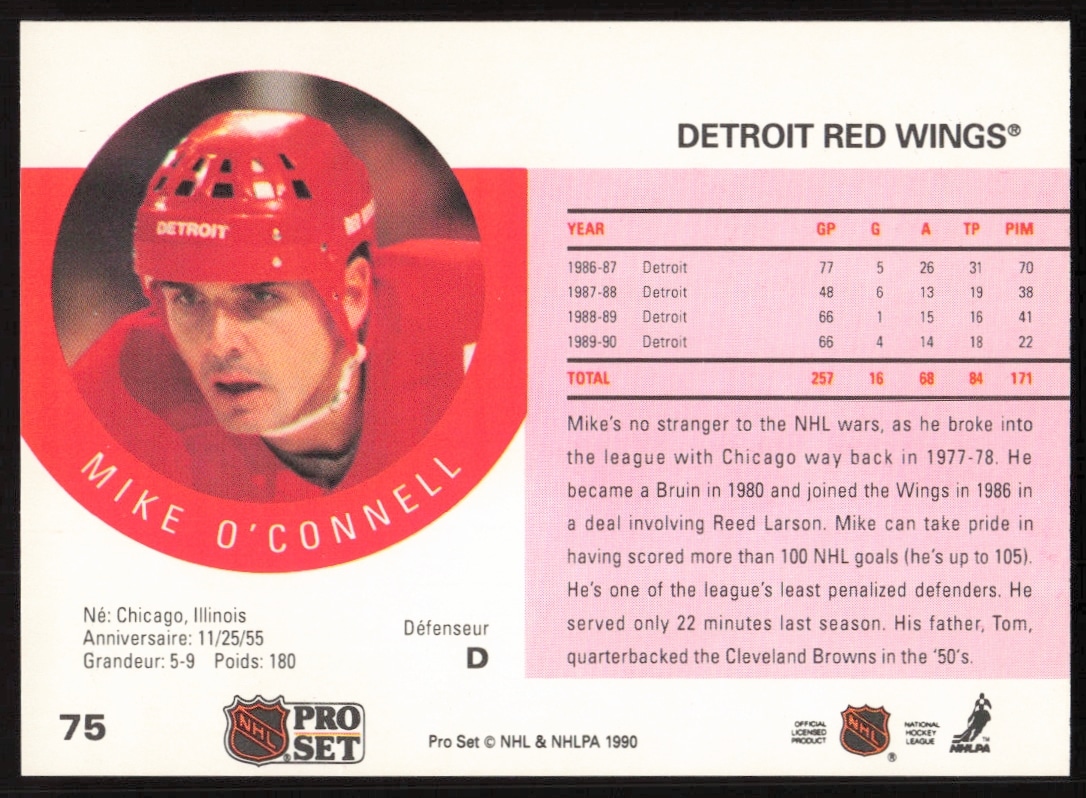 DETROIT RED WINGS®
DETROIT
MIKE O'CONNELL
YEAR GP G A TP PIM
1986-87 Detroit 77 5 26 31 70
1987-88 Detroit 48 6 13 19 38
1988-89 Detroit 66 1 15 16 41
1989-90 Detroit 66 4 14 18 22
TOTAL 257 16 68 84 171
Mike's no stranger to the NHL wars, as he broke into
the league with Chicago way back in 1977-78. He
became a Bruin in 1980 and joined the Wings in 1986 in
a deal involving Reed Larson. Mike can take pride in
having scored more than 100 NHL goals (he's up to 105).
He's one of the league's least penalized defenders. He
served only 22 minutes last season. His father, Tom,
quarterbacked the Cleveland Browns in the '50's.
Né: Chicago, Illinois
Anniversaire: 11/25/55
Grandeur: 5-9 Poids: 180
Défenseur
D
75
NHL
PRO
SET
Pro Set © NHL & NHLPA 1990
OFFICIAL
LICENSED
PRODUCT
NHL
®
NATIONAL
HOCKEY
LEAGUE
NHLPA